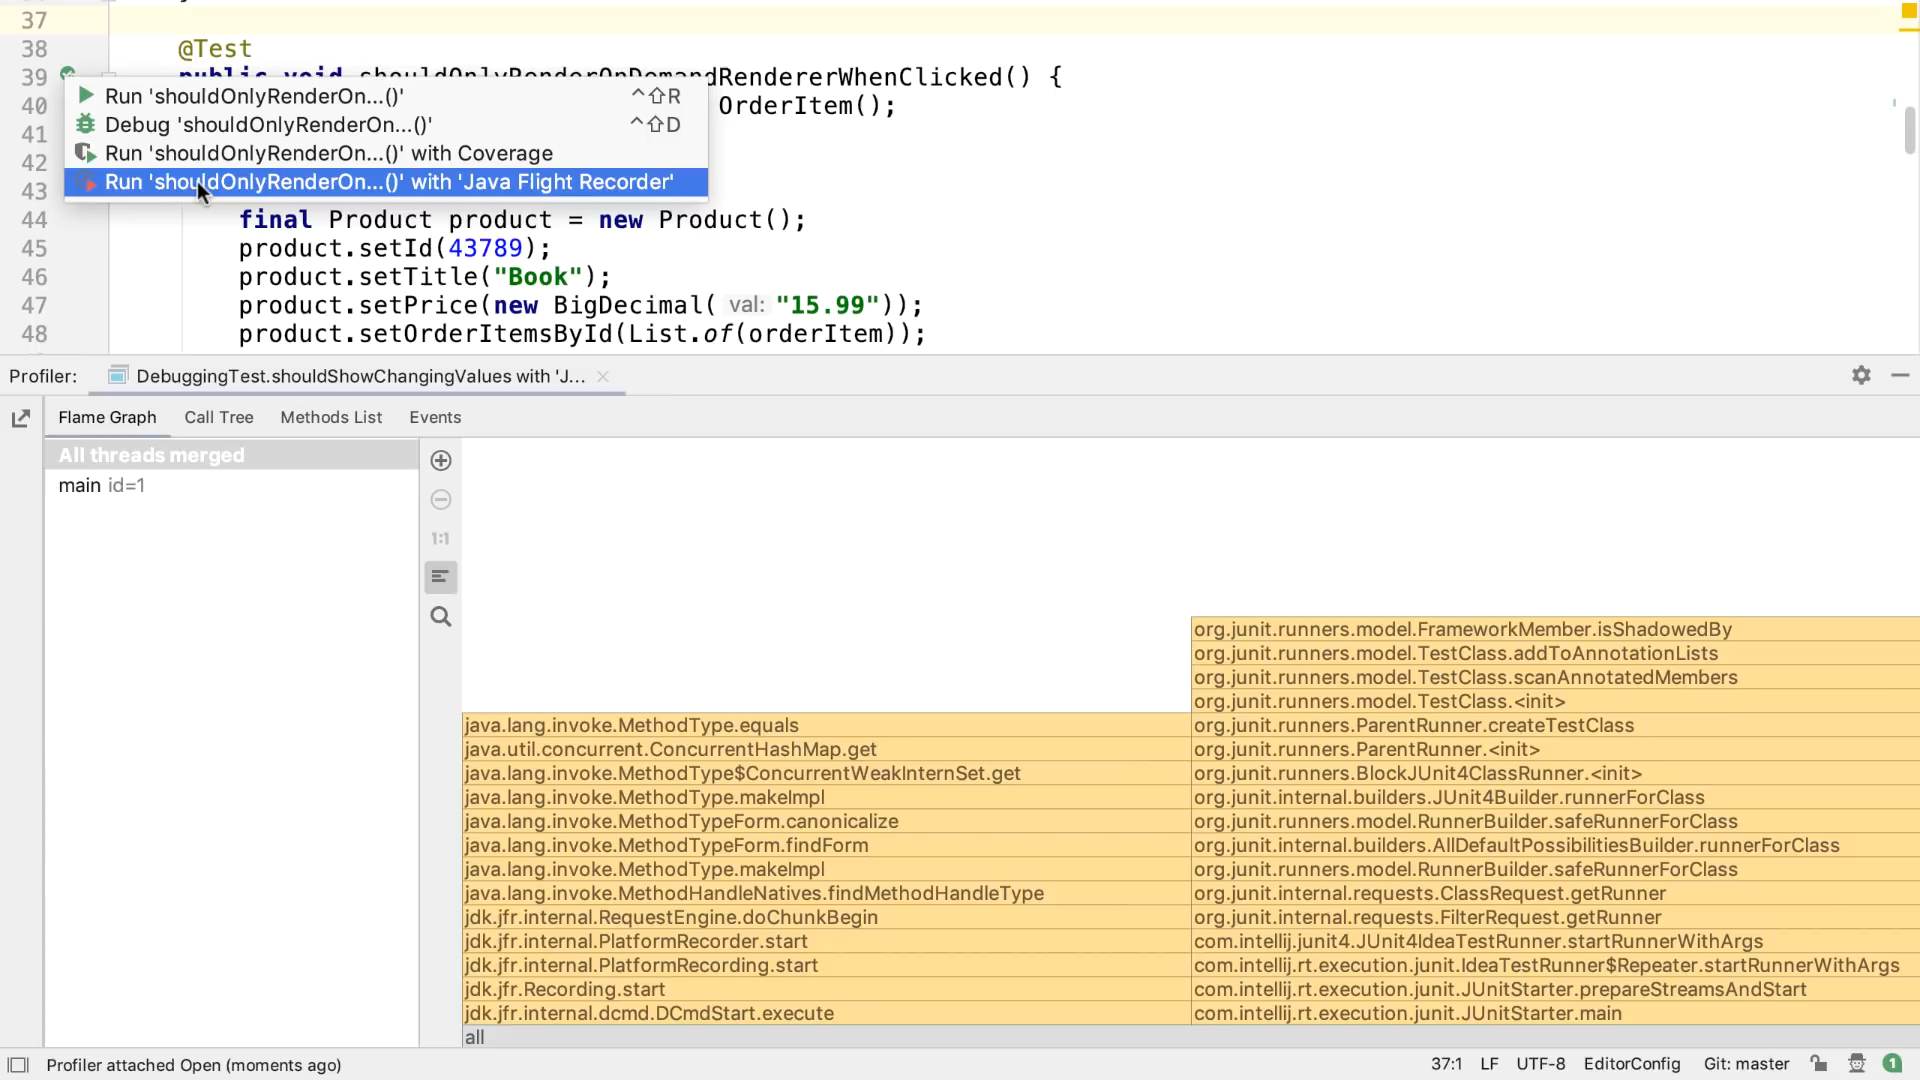 37
38 @Test
39 public void shouldOnlyRenderOnDemandRendererWhenClicked() {
40 OrderItem();
41
42
43
Run 'shouldOnlyRenderOn...()' ^⇧R
Debug 'shouldOnlyRenderOn...()' ^⇧D
Run 'shouldOnlyRenderOn...()' with Coverage
Run 'shouldOnlyRenderOn...()' with 'Java Flight Recorder'
44 final Product product = new Product();
45 product.setId(43789);
46 product.setTitle("Book");
47 product.setPrice(new BigDecimal( val: "15.99"));
48 product.setOrderItemsById(List.of(orderItem));
Profiler: DebuggingTest.shouldShowChangingValues with 'J...
Flame Graph Call Tree Methods List Events
All threads merged
main id=1
1:1
org.junit.runners.model.FrameworkMember.isShadowedBy
org.junit.runners.model.TestClass.addToAnnotationLists
org.junit.runners.model.TestClass.scanAnnotatedMembers
org.junit.runners.model.TestClass.<init>
java.lang.invoke.MethodType.equals org.junit.runners.ParentRunner.createTestClass
java.util.concurrent.ConcurrentHashMap.get org.junit.runners.ParentRunner.<init>
java.lang.invoke.MethodType$ConcurrentWeakInternSet.get org.junit.runners.BlockJUnit4ClassRunner.<init>
java.lang.invoke.MethodType.makeImpl org.junit.internal.builders.JUnit4Builder.runnerForClass
java.lang.invoke.MethodTypeForm.canonicalize org.junit.runners.model.RunnerBuilder.safeRunnerForClass
java.lang.invoke.MethodTypeForm.findForm org.junit.internal.builders.AllDefaultPossibilitiesBuilder.runnerForClass
java.lang.invoke.MethodType.makeImpl org.junit.runners.model.RunnerBuilder.safeRunnerForClass
java.lang.invoke.MethodHandleNatives.findMethodHandleType org.junit.internal.requests.ClassRequest.getRunner
jdk.jfr.internal.RequestEngine.doChunkBegin org.junit.internal.requests.FilterRequest.getRunner
jdk.jfr.internal.PlatformRecorder.start com.intellij.junit4.JUnit4IdeaTestRunner.startRunnerWithArgs
jdk.jfr.internal.PlatformRecording.start com.intellij.rt.execution.junit.IdeaTestRunner$Repeater.startRunnerWithArgs
jdk.jfr.Recording.start com.intellij.rt.execution.junit.JUnitStarter.prepareStreamsAndStart
jdk.jfr.internal.dcmd.DCmdStart.execute com.intellij.rt.execution.junit.JUnitStarter.main
all
Profiler attached Open (moments ago) 37:1 LF UTF-8 EditorConfig Git: master 1